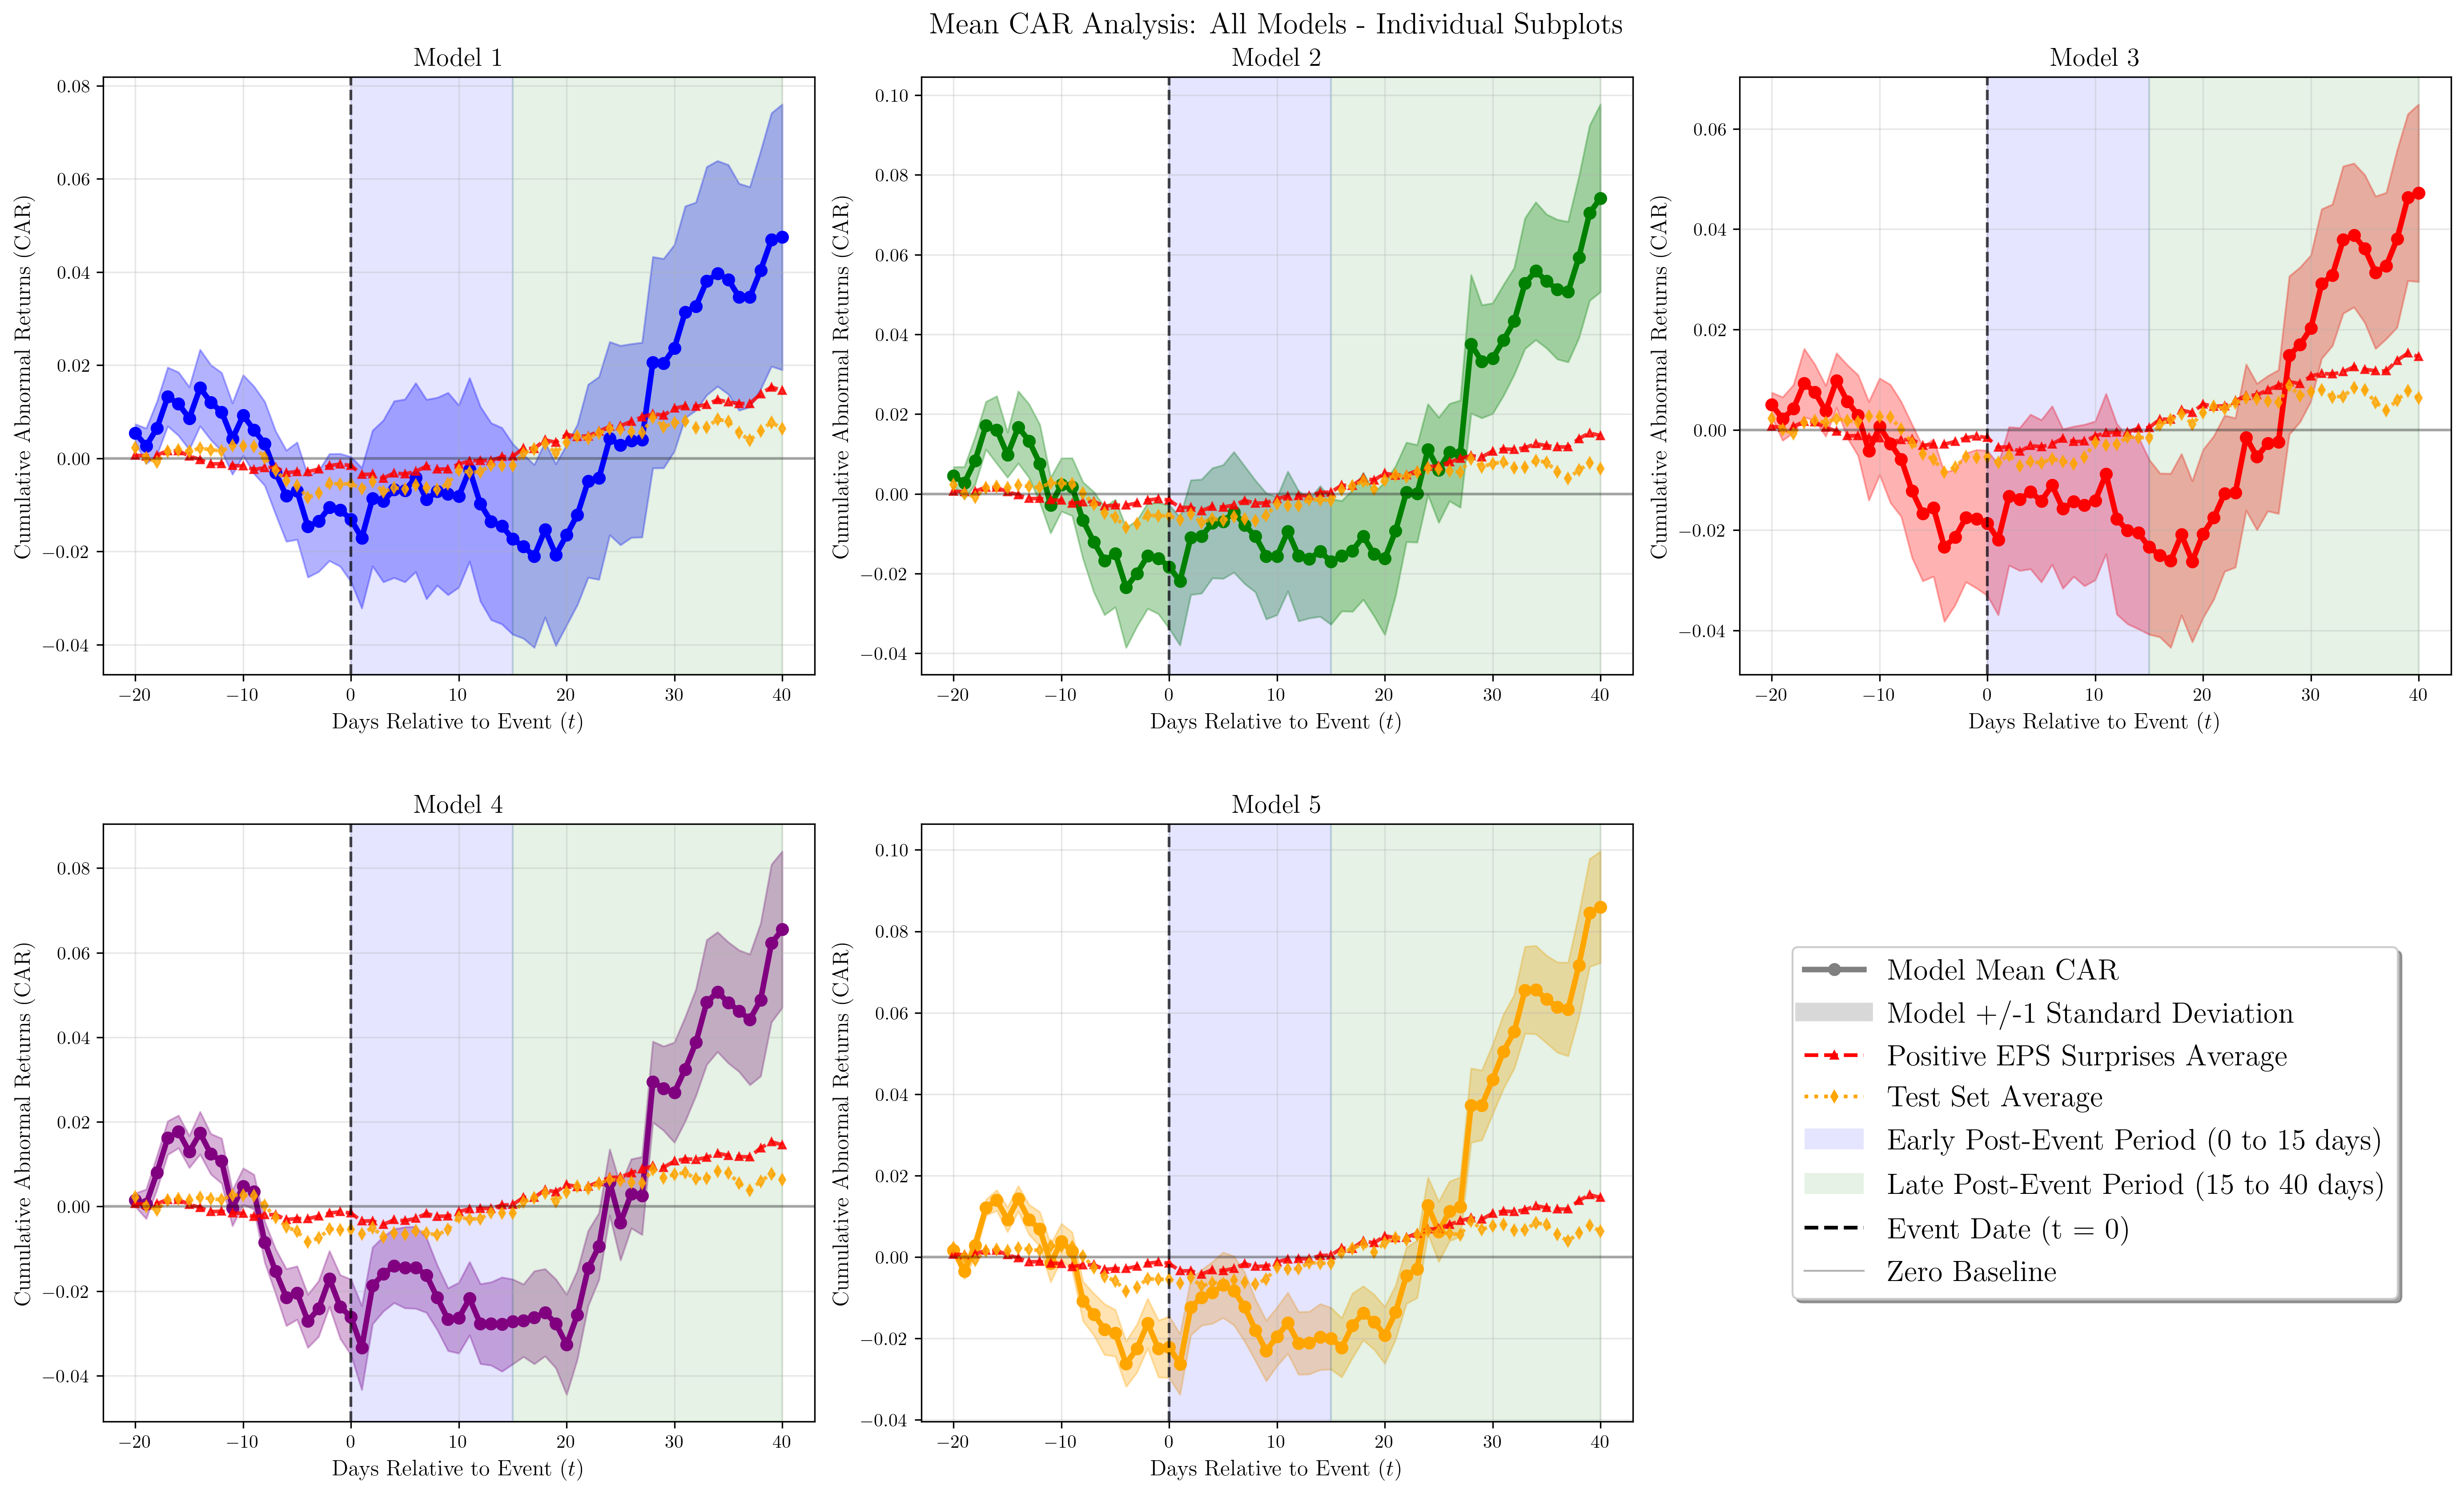 Mean CAR Analysis: All Models - Individual Subplots
Model 1
Cumulative Abnormal Returns (CAR)
0.08
0.06
0.04
0.02
0.00
−0.02
−0.04
−20 −10 0 10 20 30 40
Days Relative to Event (t)
Model 2
Cumulative Abnormal Returns (CAR)
0.10
0.08
0.06
0.04
0.02
0.00
−0.02
−0.04
−20 −10 0 10 20 30 40
Days Relative to Event (t)
Model 3
Cumulative Abnormal Returns (CAR)
0.06
0.04
0.02
0.00
−0.02
−0.04
−20 −10 0 10 20 30 40
Days Relative to Event (t)
Model 4
Cumulative Abnormal Returns (CAR)
0.08
0.06
0.04
0.02
0.00
−0.02
−0.04
−20 −10 0 10 20 30 40
Days Relative to Event (t)
Model 5
Cumulative Abnormal Returns (CAR)
0.10
0.08
0.06
0.04
0.02
0.00
−0.02
−0.04
−20 −10 0 10 20 30 40
Days Relative to Event (t)
Model Mean CAR
Model +/-1 Standard Deviation
Positive EPS Surprises Average
Test Set Average
Early Post-Event Period (0 to 15 days)
Late Post-Event Period (15 to 40 days)
Event Date (t = 0)
Zero Baseline